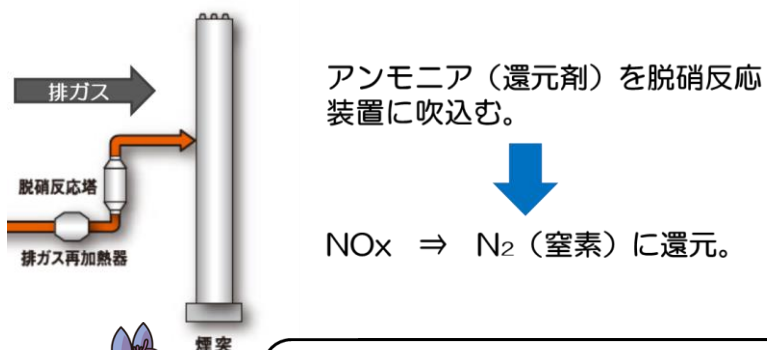 排ガス
脱硝反応塔
排ガス再加熱器
煙突
アンモニア（還元剤）を脱硝反応
装置に吹込む。
NOx ⇒ N₂（窒素）に還元。